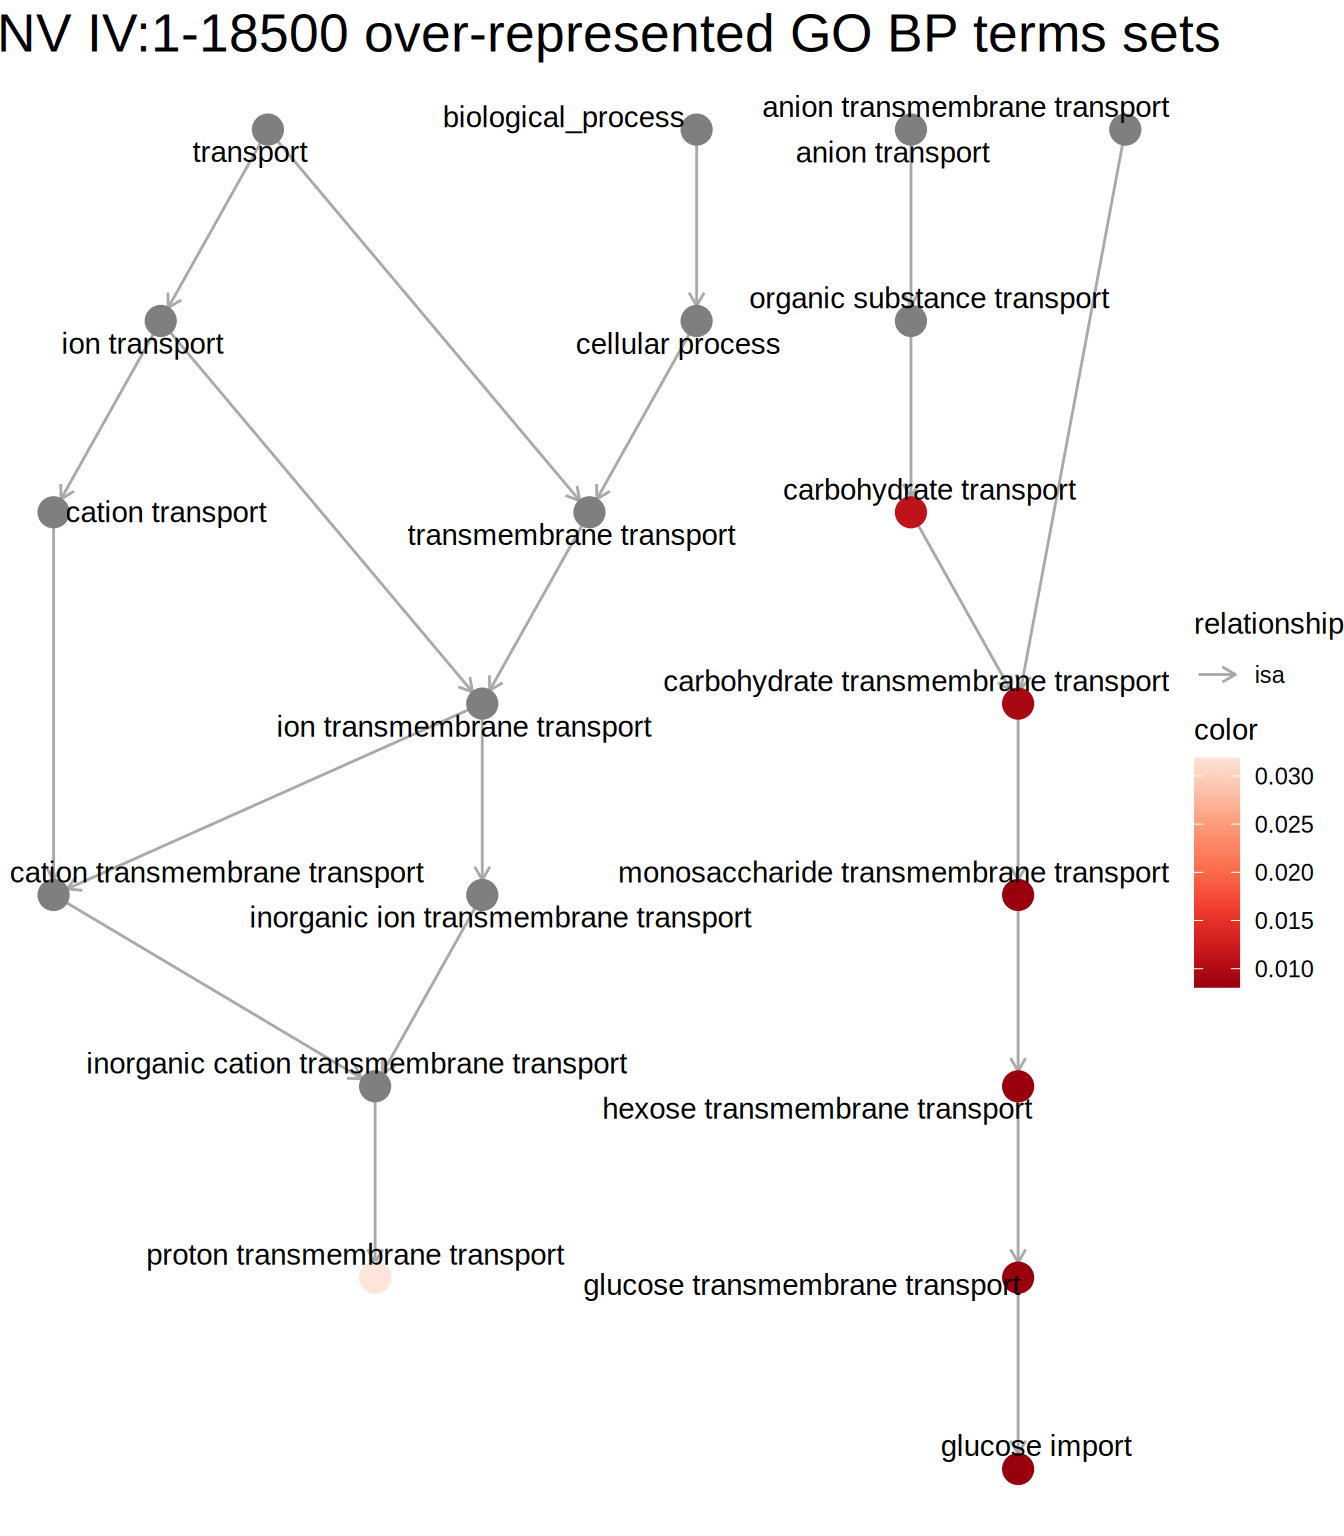 NV IV:1-18500 over-represented GO BP terms sets
anion transmembrane transport
biological_process
transport
anion transport
organic substance transport
ion transport
cellular process
carbohydrate transport
cation transport
transmembrane transport
relationship
isa
carbohydrate transmembrane transport
ion transmembrane transport
color
0.030
0.025
0.020
0.015
0.010
cation transmembrane transport
monosaccharide transmembrane transport
inorganic ion transmembrane transport
inorganic cation transmembrane transport
hexose transmembrane transport
proton transmembrane transport
glucose transmembrane transport
glucose import